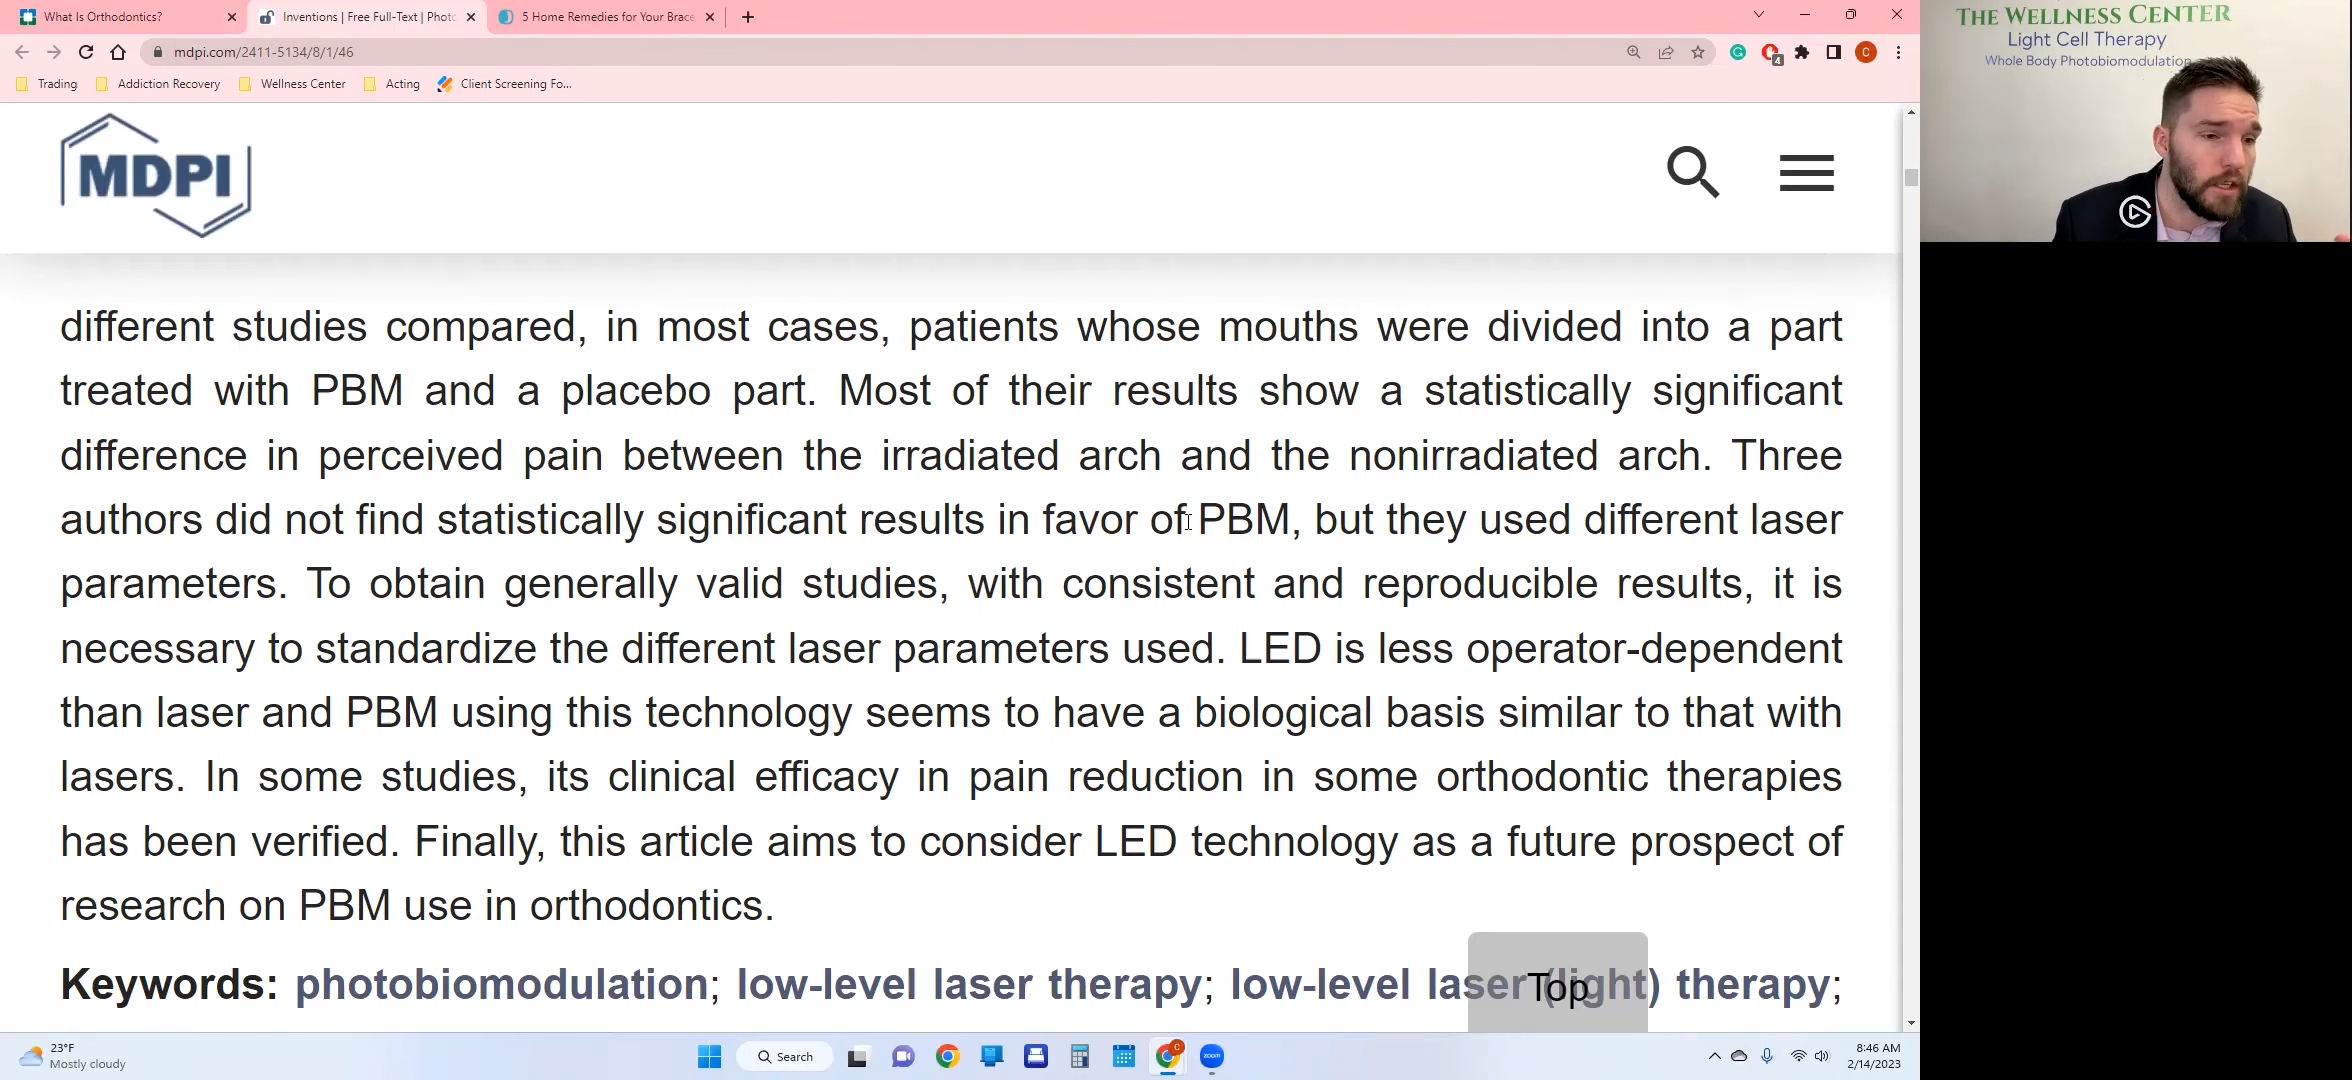 What Is Orthodontics?
Inventions | Free Full-Text | Photo
5 Home Remedies for Your Brace
mdpi.com/2411-5134/8/1/46
4
C
Trading
Addiction Recovery
Wellness Center
Acting
Client Screening Fo...
THE WELLNESS CENTER
Light Cell Therapy
Whole Body Photobiomodulation
MDPI
different studies compared, in most cases, patients whose mouths were divided into a part
treated with PBM and a placebo part. Most of their results show a statistically significant
difference in perceived pain between the irradiated arch and the nonirradiated arch. Three
authors did not find statistically significant results in favor of PBM, but they used different laser
parameters. To obtain generally valid studies, with consistent and reproducible results, it is
necessary to standardize the different laser parameters used. LED is less operator-dependent
than laser and PBM using this technology seems to have a biological basis similar to that with
lasers. In some studies, its clinical efficacy in pain reduction in some orthodontic therapies
has been verified. Finally, this article aims to consider LED technology as a future prospect of
research on PBM use in orthodontics.
Keywords: photobiomodulation; low-level laser therapy; low-level laser (light) therapy;
Top
23°F
Mostly cloudy
Search
C
zoom
8:46 AM
2/14/2023